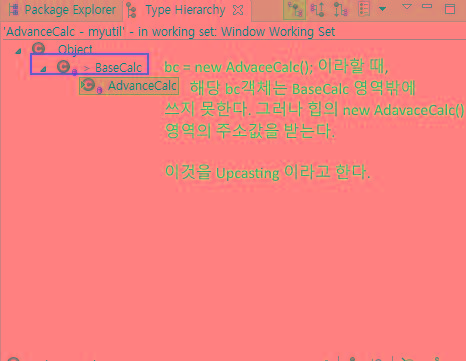 Package Explorer Type Hierarchy
'AdvanceCalc - myutil' - in working set: Window Working Set
Object
BaseCalc
AdvanceCalc
bc = new AdvaceCalc(); 이라할 때,
해당 bc객체는 BaseCalc 영역밖에
쓰지 못한다. 그러나 힙의 new AdavaceCalc()
영역의 주소값을 받는다.
이것을 Upcasting 이라고 한다.